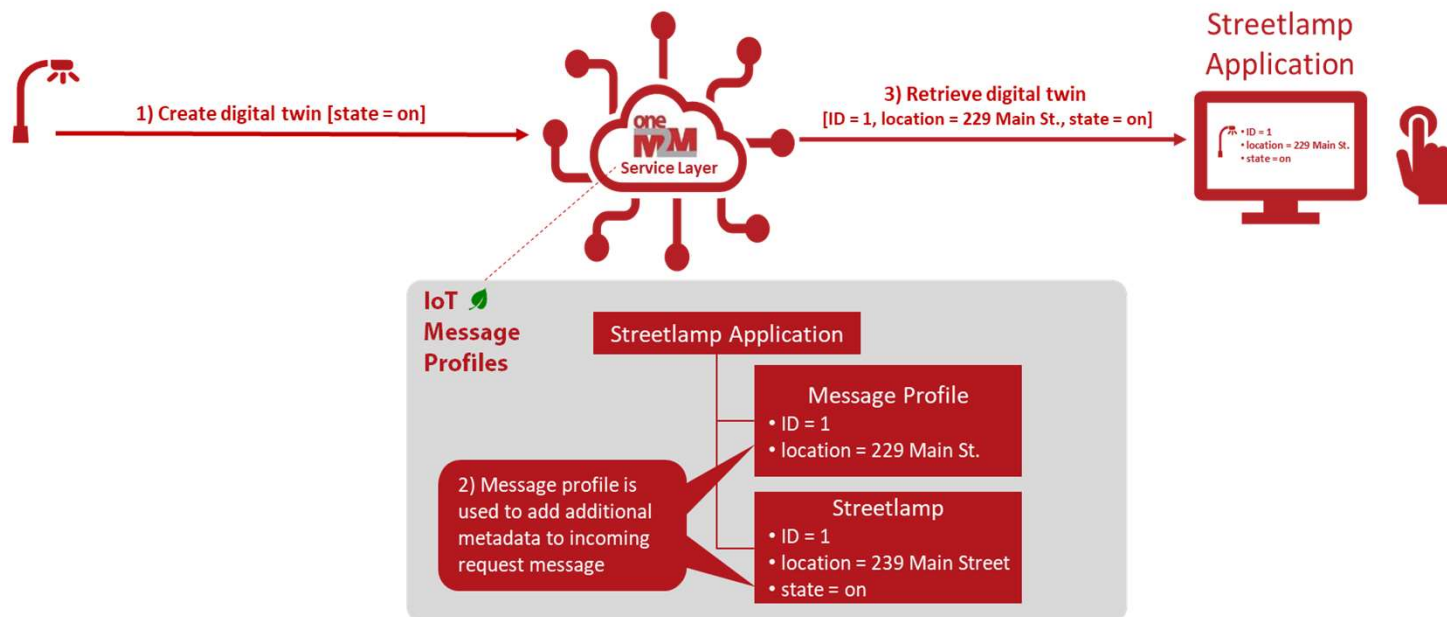 Streetlamp
Application
1) Create digital twin [state = on]
one
M2M
Service Layer
3) Retrieve digital twin
[ID = 1, location = 229 Main St., state = on]
• ID = 1
• location = 229 Main St.
• state = on
IoT
Message
Profiles
Streetlamp Application
Message Profile
• ID = 1
• location = 229 Main St.
2) Message profile is
used to add additional
metadata to incoming
request message
Streetlamp
• ID = 1
• location = 239 Main Street
• state = on